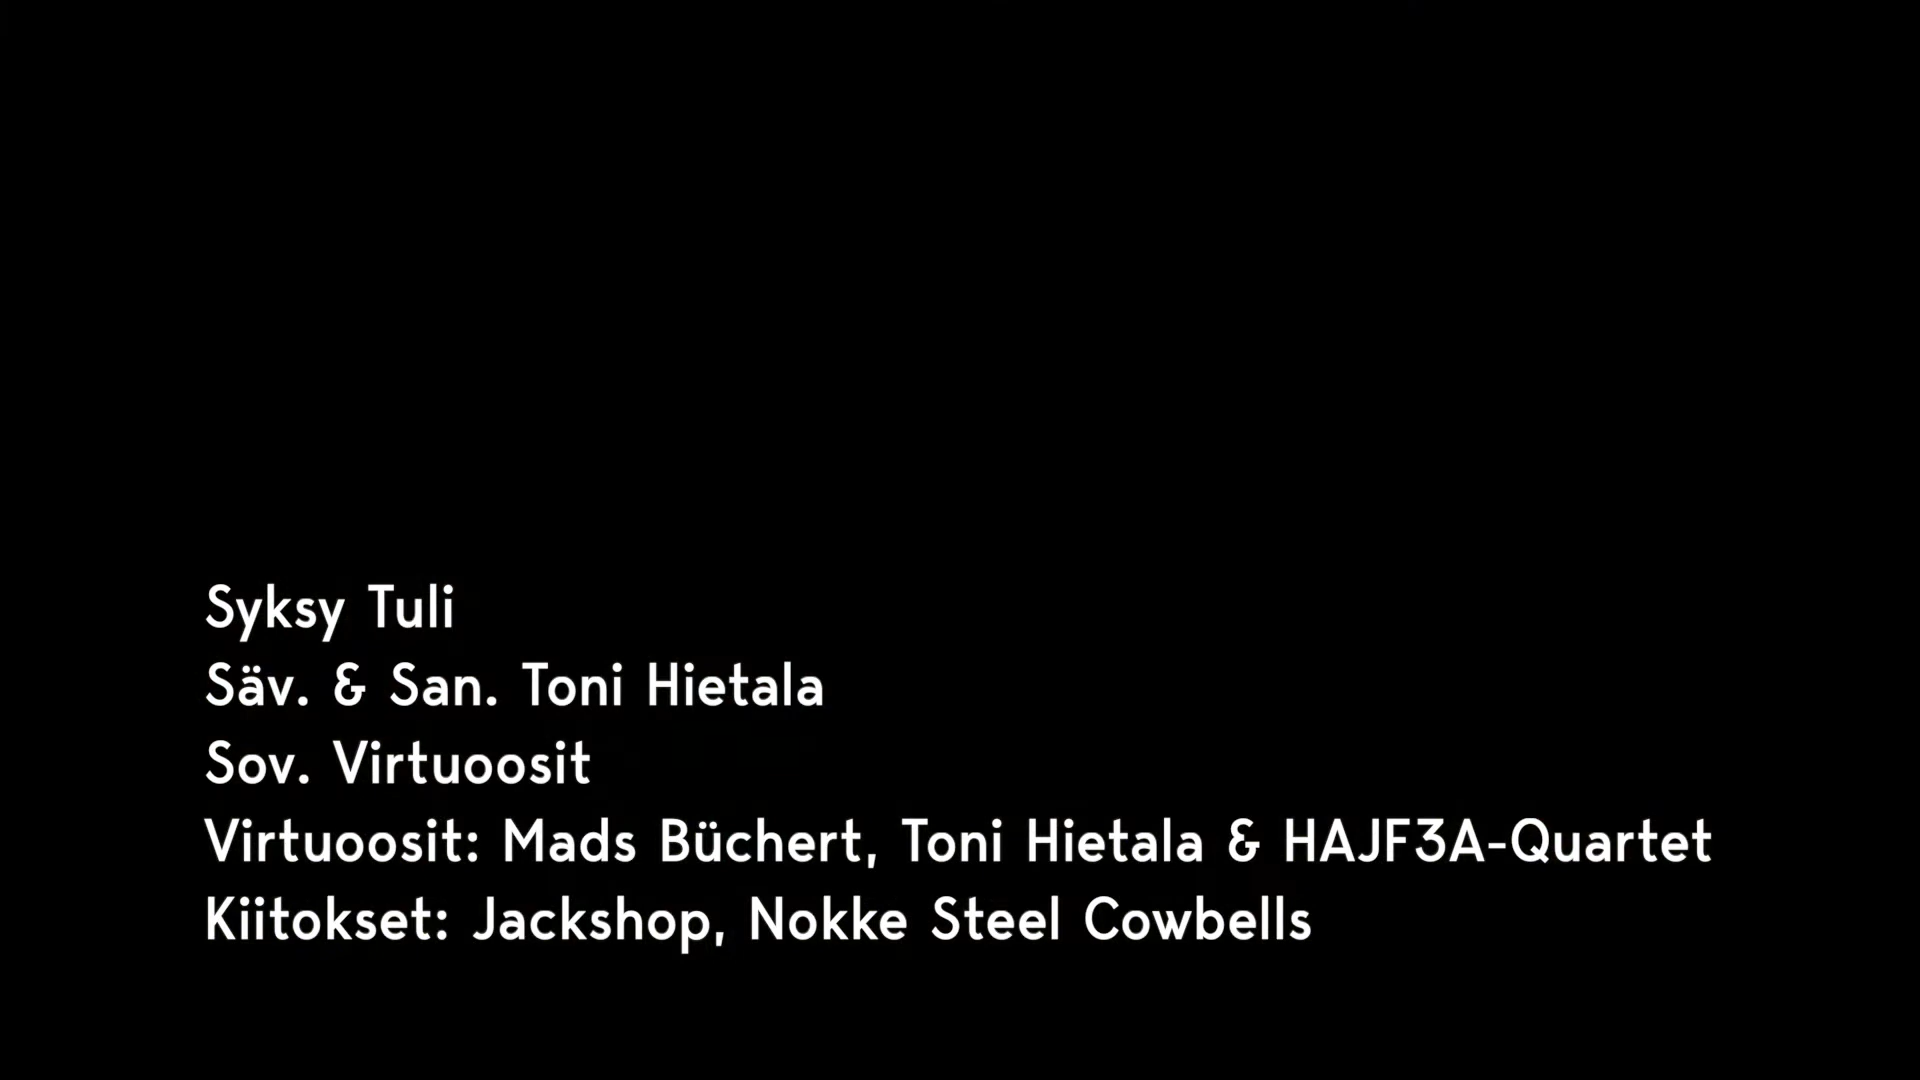 Syksy Tuli
Säv. & San. Toni Hietala
Sov. Virtuoosit
Virtuoosit: Mads Büchert, Toni Hietala & HAJF3A-Quartet
Kiitokset: Jackshop, Nokke Steel Cowbells